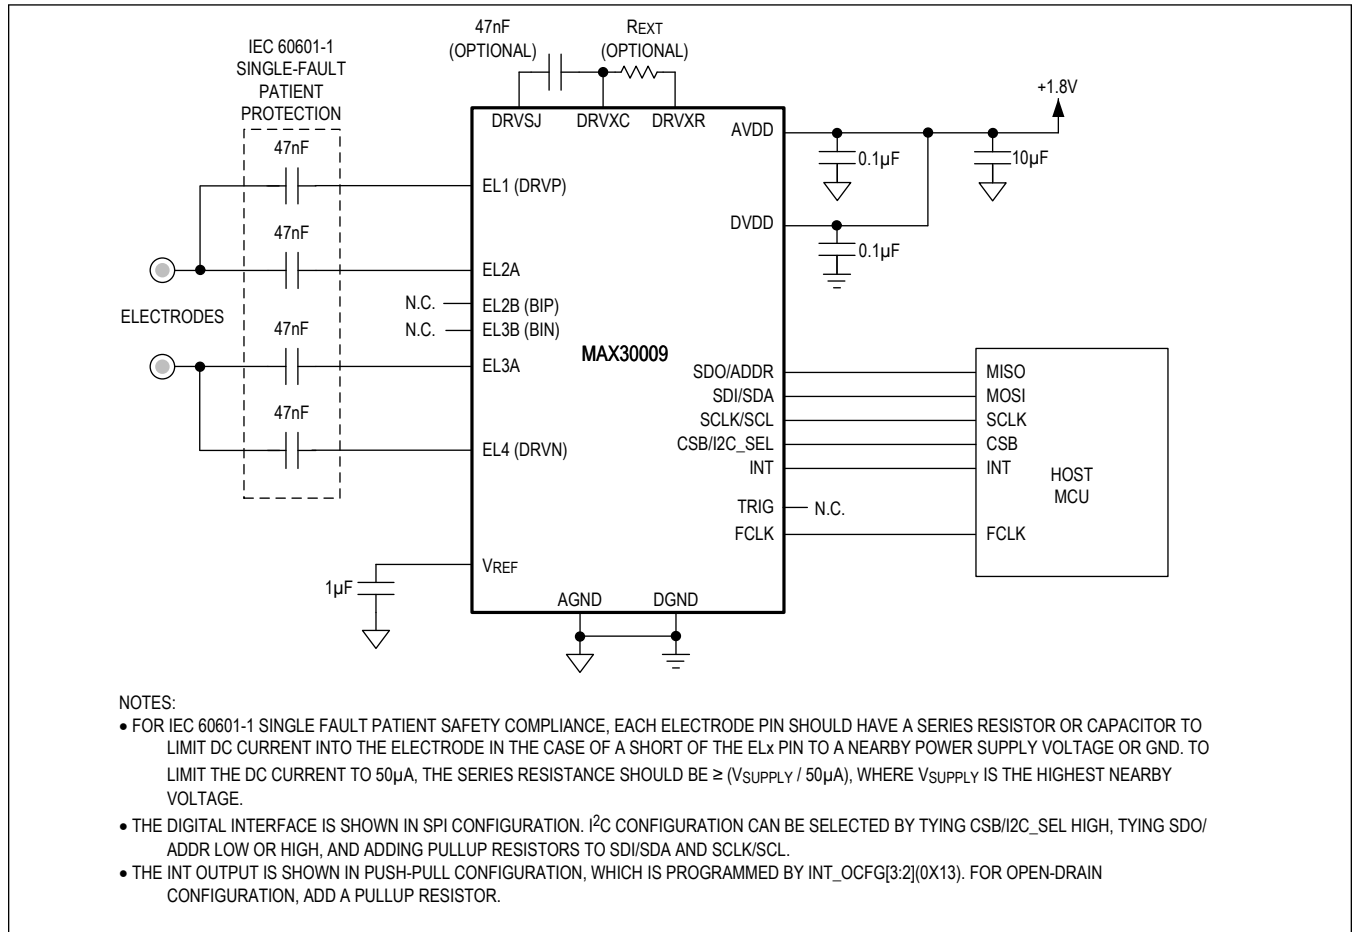 47nF
(OPTIONAL)
REXT
(OPTIONAL)
IEC 60601-1
SINGLE-FAULT
PATIENT
PROTECTION
+1.8V
DRVSJ
DRVXC
DRVXR
AVDD
47nF
0.1µF
10µF
EL1 (DRVP)
DVDD
47nF
0.1µF
EL2A
N.C.
EL2B (BIP)
ELECTRODES
N.C.
EL3B (BIN)
47nF
MAX30009
EL3A
SDO/ADDR
MISO
SDI/SDA
MOSI
47nF
SCLK/SCL
SCLK
CSB/I2C_SEL
CSB
EL4 (DRVN)
INT
INT
HOST
MCU
TRIG
N.C.
FCLK
FCLK
VREF
1µF
AGND
DGND
NOTES:
• FOR IEC 60601-1 SINGLE FAULT PATIENT SAFETY COMPLIANCE, EACH ELECTRODE PIN SHOULD HAVE A SERIES RESISTOR OR CAPACITOR TO
LIMIT DC CURRENT INTO THE ELECTRODE IN THE CASE OF A SHORT OF THE ELx PIN TO A NEARBY POWER SUPPLY VOLTAGE OR GND. TO
LIMIT THE DC CURRENT TO 50µA, THE SERIES RESISTANCE SHOULD BE ≥ (VSUPPLY / 50µA), WHERE VSUPPLY IS THE HIGHEST NEARBY
VOLTAGE.
• THE DIGITAL INTERFACE IS SHOWN IN SPI CONFIGURATION. I²C CONFIGURATION CAN BE SELECTED BY TYING CSB/I2C_SEL HIGH, TYING SDO/
ADDR LOW OR HIGH, AND ADDING PULLUP RESISTORS TO SDI/SDA AND SCLK/SCL.
• THE INT OUTPUT IS SHOWN IN PUSH-PULL CONFIGURATION, WHICH IS PROGRAMMED BY INT_OCFG[3:2](0X13). FOR OPEN-DRAIN
CONFIGURATION, ADD A PULLUP RESISTOR.